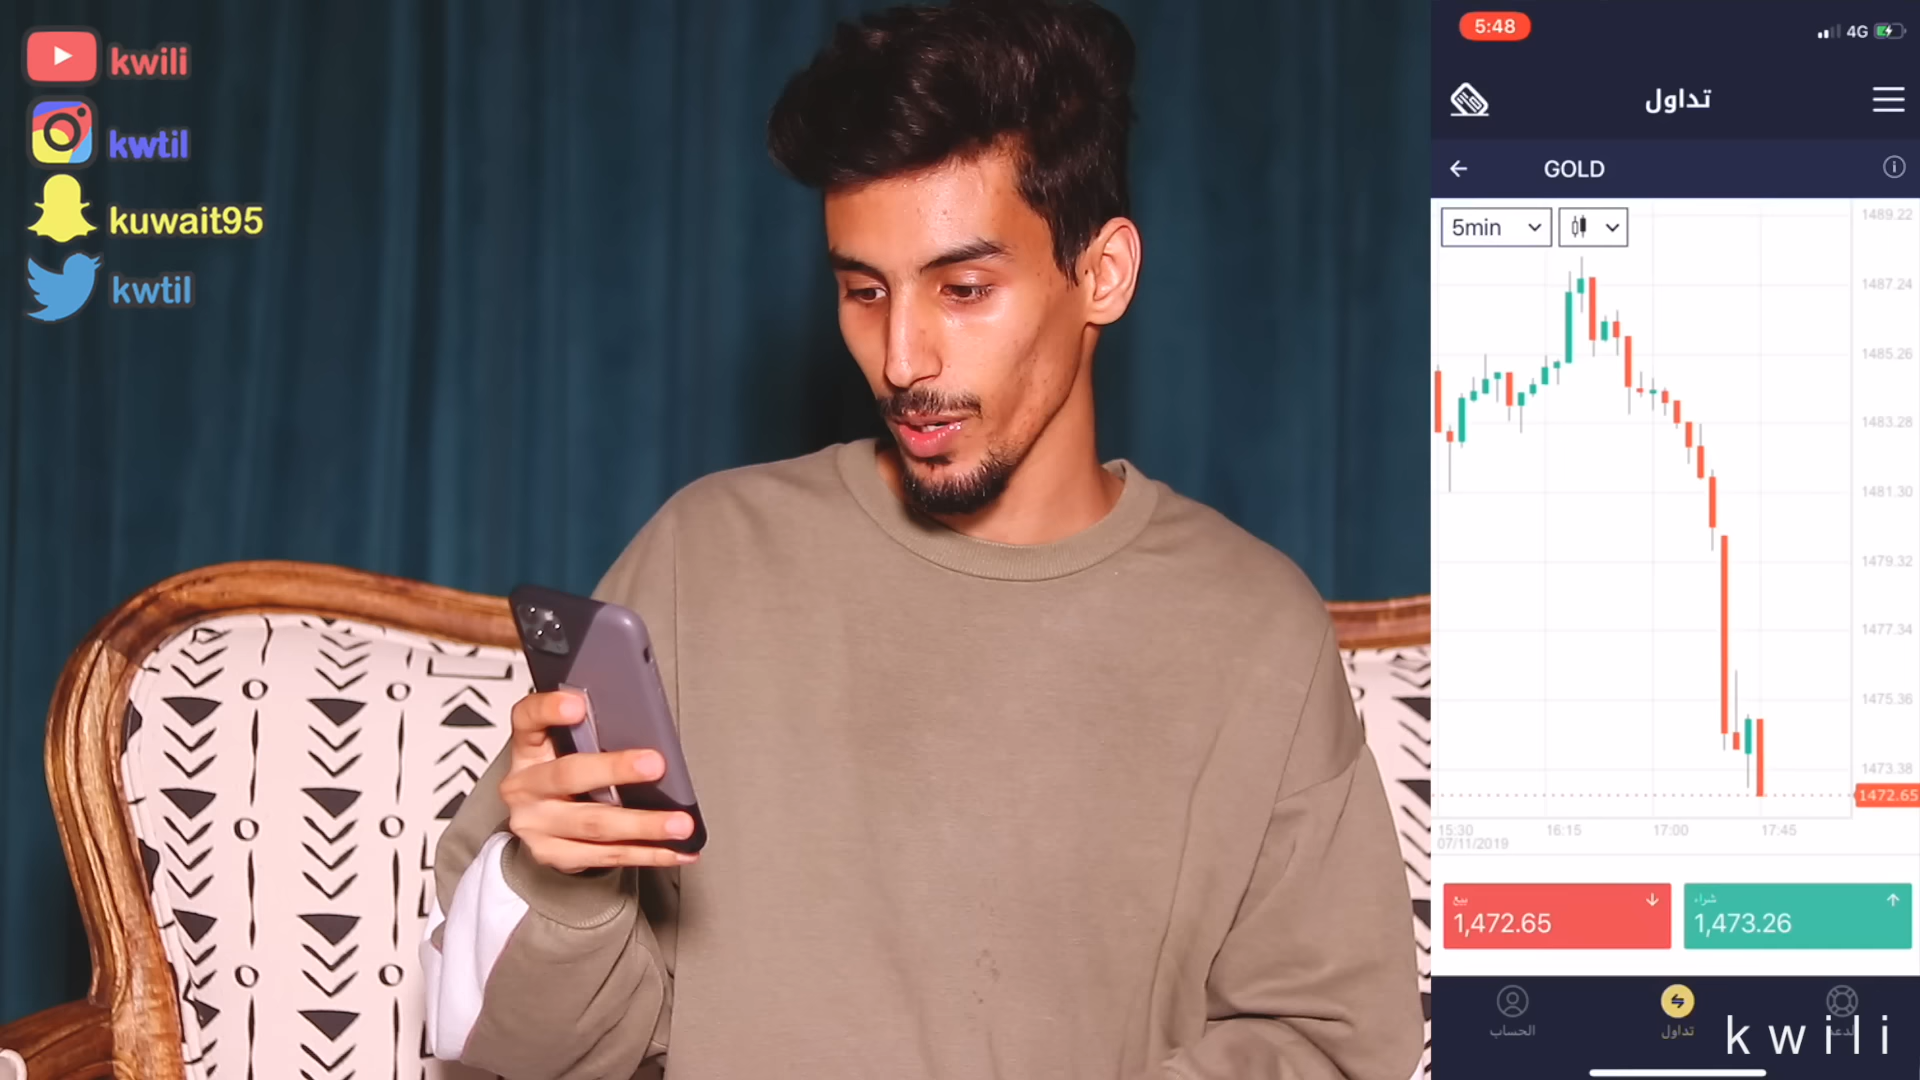 kwili
kwtil
kuwait95
kwtil
5:48
4G
تداول
GOLD
5min
1489.22
1487.24
1485.26
1483.28
1481.30
1479.32
1477.34
1475.36
1473.38
1472.65
15:30
16:15
17:00
17:45
07/11/2019
بيع
1,472.65
شراء
1,473.26
الحساب
تداول
kwili